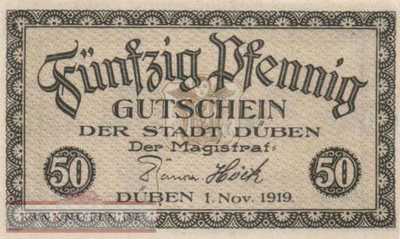 Fünfzig Pfennig
GUTSCHEIN
DER STADT DÜBEN
Der Magistrat:
50 50
DÜBEN 1. Nov. 1919.